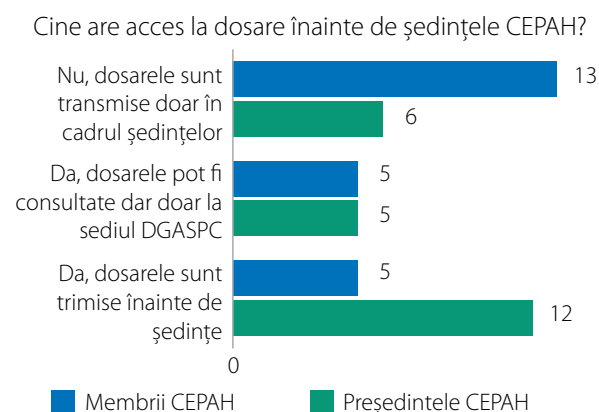 Cine are acces la dosare înainte de ședințele CEPAH?
Nu, dosarele sunt
transmise doar în
cadrul ședințelor
13
6
Da, dosarele pot fi
consultate dar doar la
sediul DGASPC
5
5
Da, dosarele sunt
trimise înainte de
ședințe
5
12
0
Membrii CEPAH
Președintele CEPAH